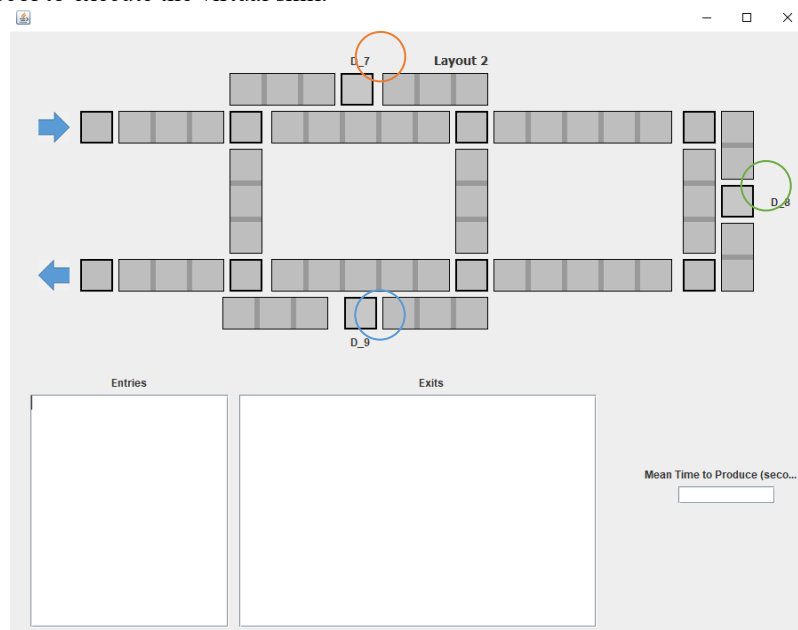 D_7 Layout 2
D_8
D_9
Entries Exits
Mean Time to Produce (seco...